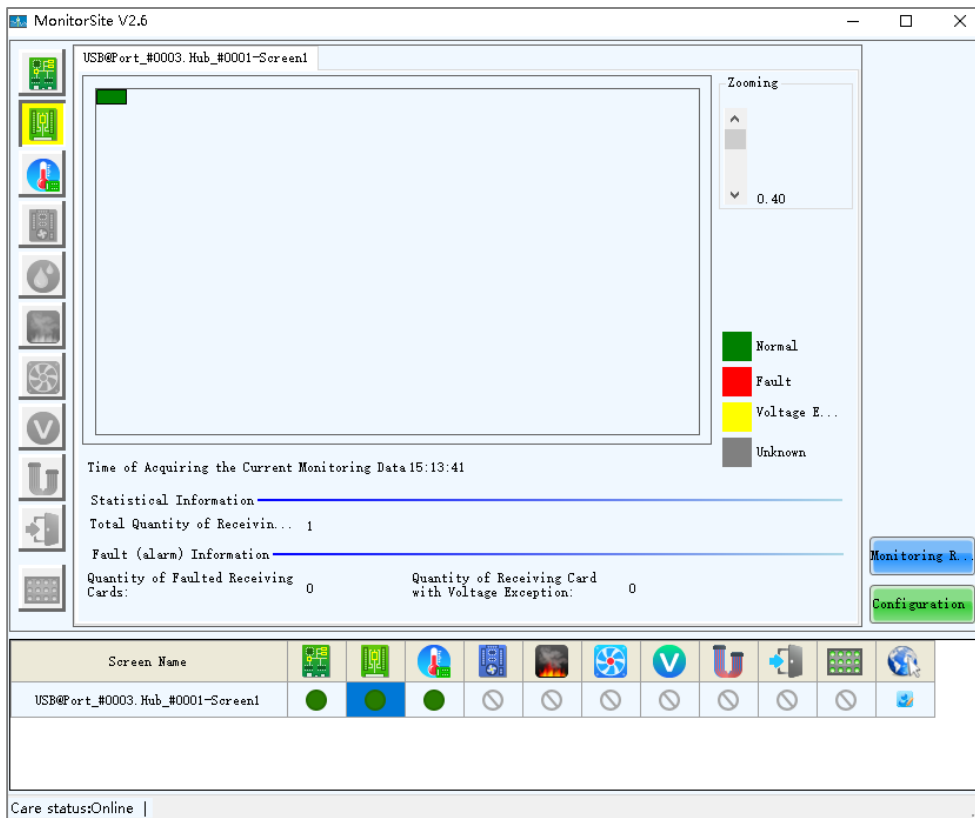 MonitorSite V2.6
USB@Port_#0003.Hub_#0001-Screen1
Zooming
0.40
Normal
Fault
Voltage E...
Unknown
Time of Acquiring the Current Monitoring Data 15:13:41
Statistical Information
Total Quantity of Receivin... 1
Fault (alarm) Information
Quantity of Faulted Receiving
Cards: 0
Quantity of Receiving Card
with Voltage Exception: 0
Monitoring R...
Configuration
Screen Name
USB@Port_#0003.Hub_#0001-Screen1
Care status:Online |